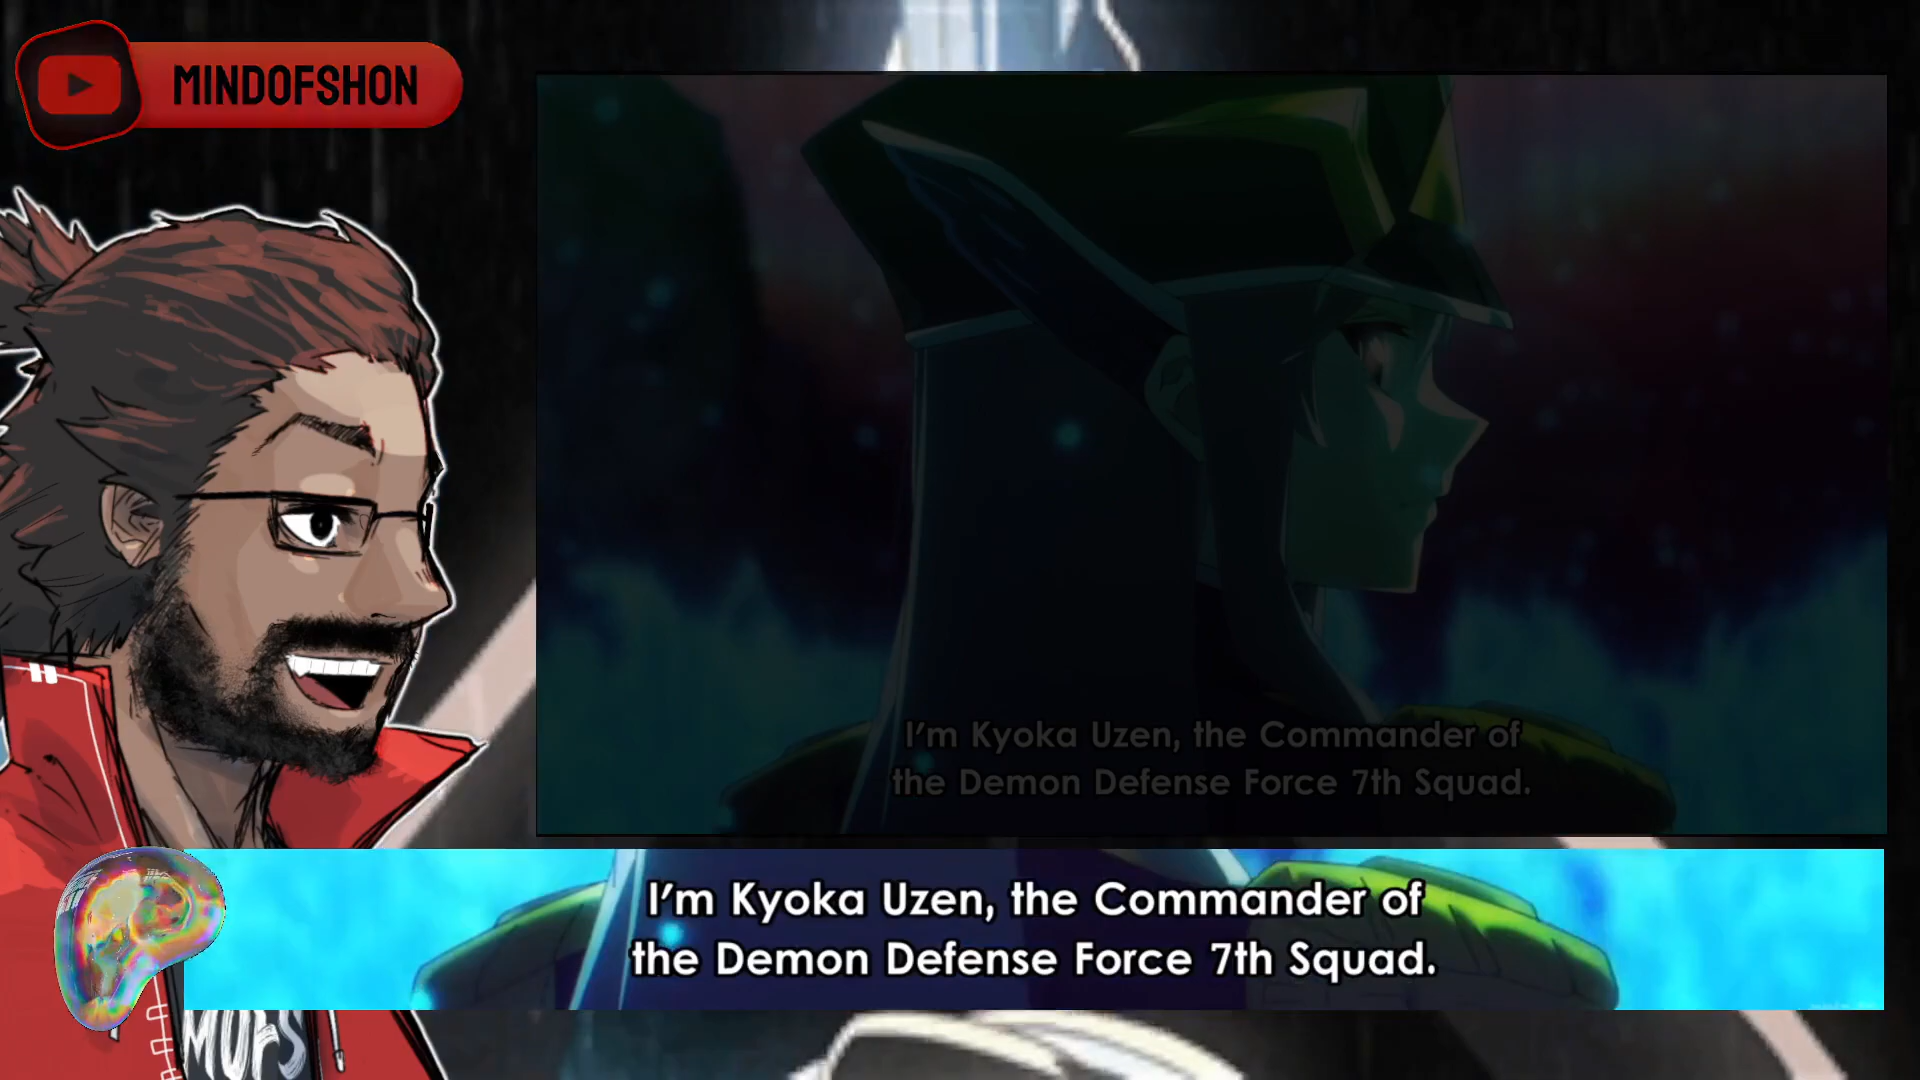 MINDOFSHON
I'm Kyoka Uzen, the Commander of
the Demon Defense Force 7th Squad.
I'm Kyoka Uzen, the Commander of
the Demon Defense Force 7th Squad.
MOFS